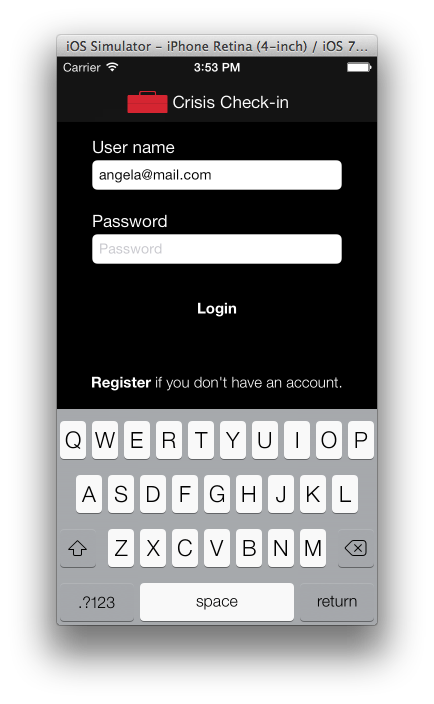 iOS Simulator - iPhone Retina (4-inch) / iOS 7...
Carrier 3:53 PM
Crisis Check-in
User name
angela@mail.com
Password
Password
Login
Register if you don't have an account.
Q W E R T Y U I O P
A S D F G H J K L
Z X C V B N M
.?123 space return